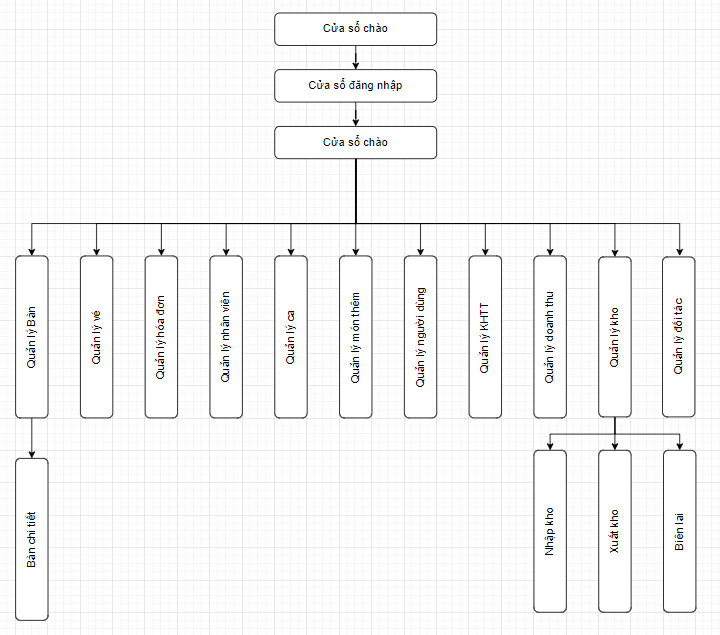 Cửa sổ chào
Cửa sổ đăng nhập
Cửa sổ chào
Quản lý Bàn
Quản lý vé
Quản lý hóa đơn
Quản lý nhân viên
Quản lý ca
Quản lý món thêm
Quản lý người dùng
Quản lý KHTT
Quản lý doanh thu
Quản lý kho
Quản lý đối tác
Bàn chi tiết
Nhập kho
Xuất kho
Biên lai